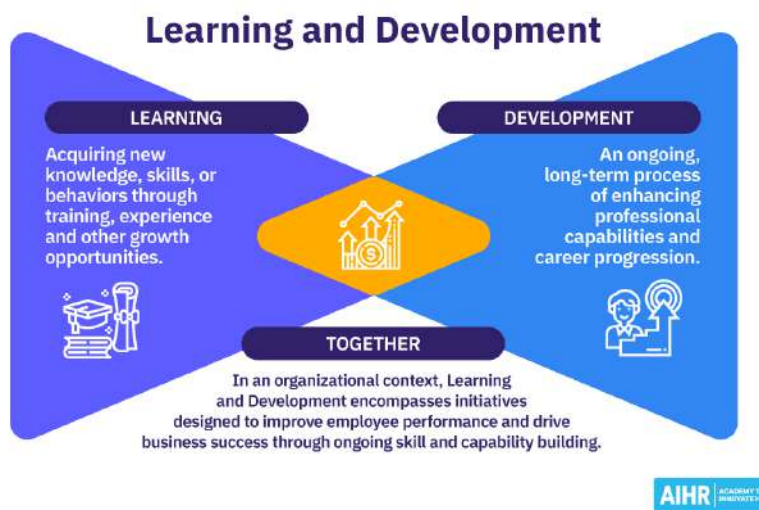 Learning and Development
LEARNING
Acquiring new
knowledge, skills, or
behaviors through
training, experience
and other growth
opportunities.
DEVELOPMENT
An ongoing,
long-term process
of enhancing
professional
capabilities and
career progression.
$
TOGETHER
In an organizational context, Learning
and Development encompasses initiatives
designed to improve employee performance and drive
business success through ongoing skill and capability building.
AIHR
ACADEMY
INNOVATE